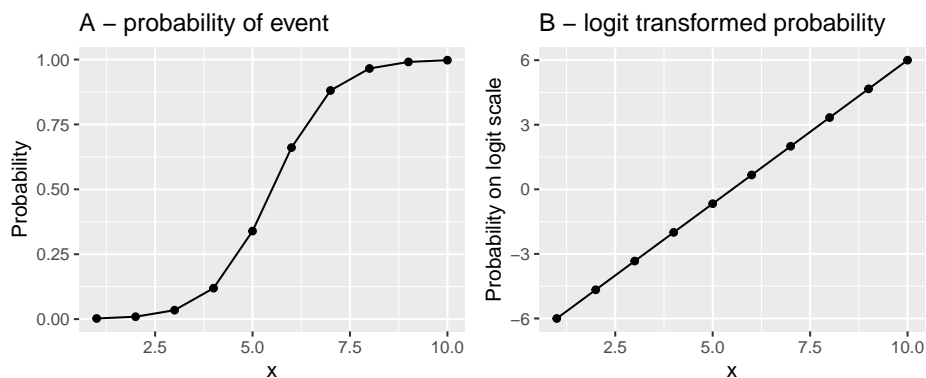 A – probability of event
1.00
0.75
0.50
0.25
0.00
Probability
2.5 5.0 7.5 10.0
x
B – logit transformed probability
6
3
0
−3
−6
Probability on logit scale
2.5 5.0 7.5 10.0
x